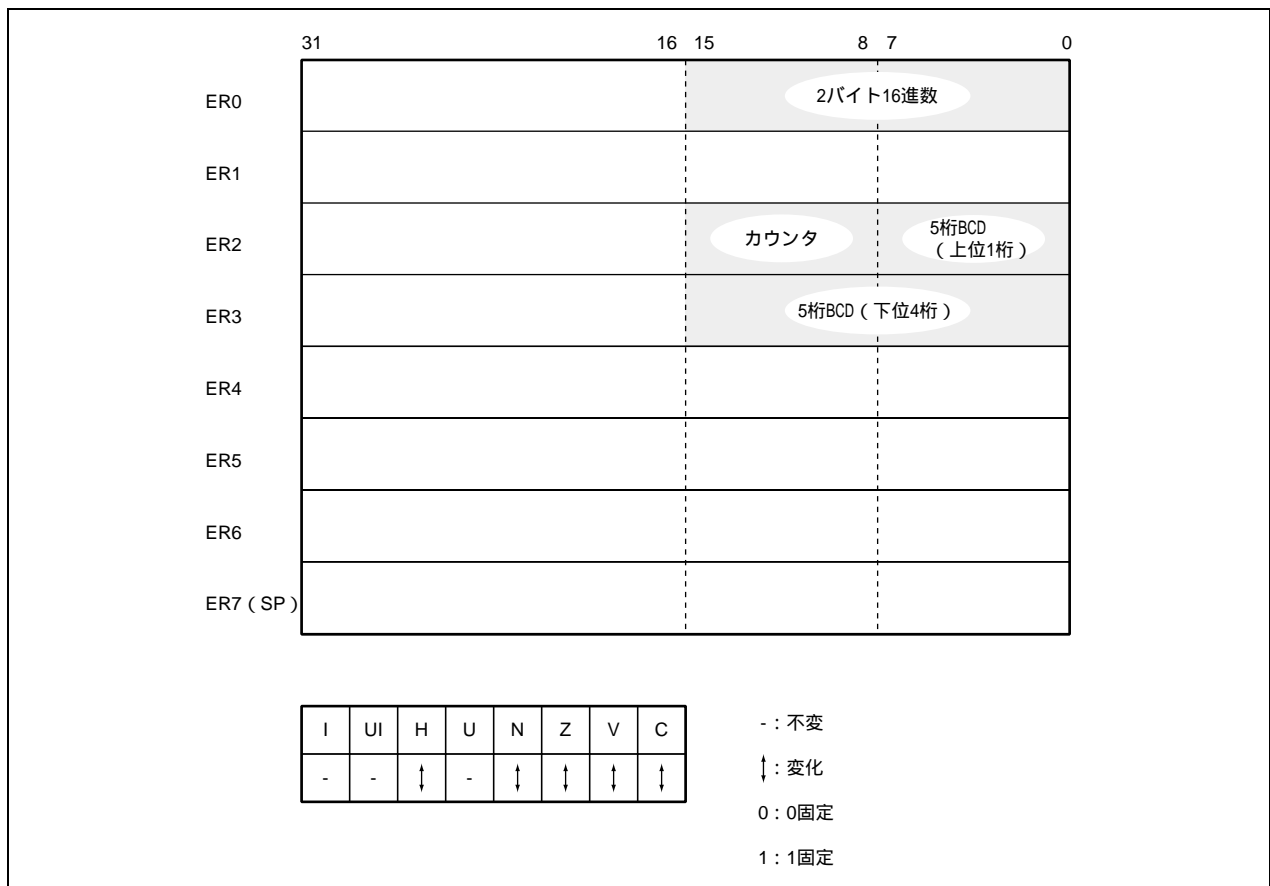 31 16 15 8 7 0
ER0 2バイト16進数
ER1
ER2 カウンタ 5桁BCD
（上位1桁）
ER3 5桁BCD（下位4桁）
ER4
ER5
ER6
ER7（SP）
I UI H U N Z V C
- - ↕ - ↕ ↕ ↕ ↕
-：不変
↕：変化
0：0固定
1：1固定